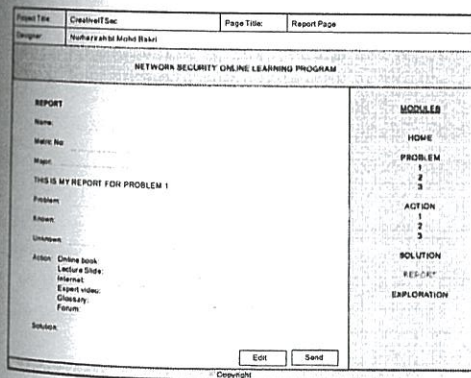 Project Title: CreativeITSec Page Title: Report Page
Designer: Nurhazirah bt Mohd Bakri
NETWORK SECURITY ONLINE LEARNING PROGRAM
REPORT
Name:
Matric No:
Major:
THIS IS MY REPORT FOR PROBLEM 1
Problem:
Known:
Unknown:
Action: Online book:
Lecture Slide:
Internet:
Expert video:
Glossary:
Forum:
Solution:
Edit Send
MODULES
HOME
PROBLEM
1
2
3
ACTION
1
2
3
SOLUTION
REPORT
EXPLORATION
Copyright